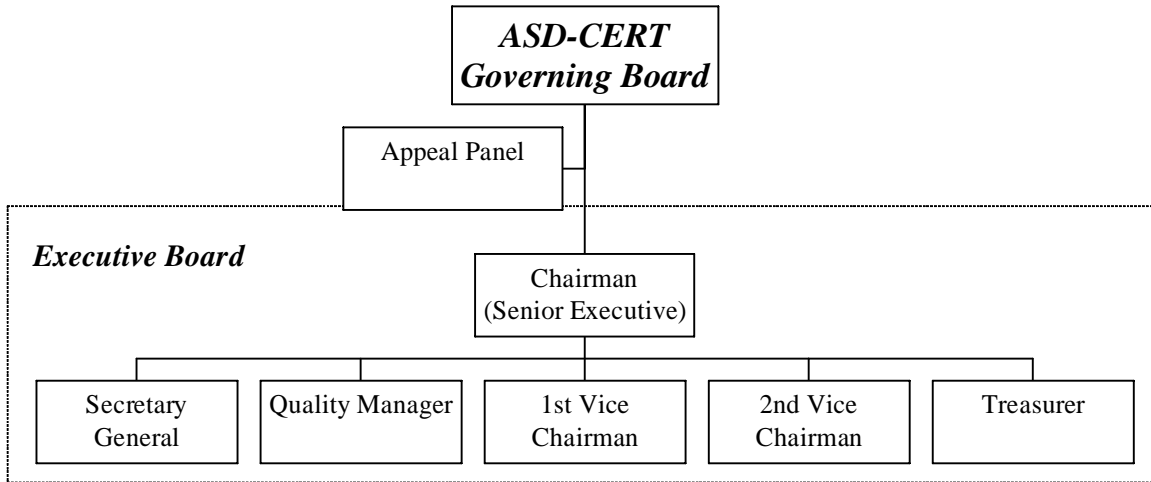 ASD-CERT
Governing Board
Appeal Panel
Executive Board
Chairman
(Senior Executive)
Secretary
General
Quality Manager
1st Vice
Chairman
2nd Vice
Chairman
Treasurer